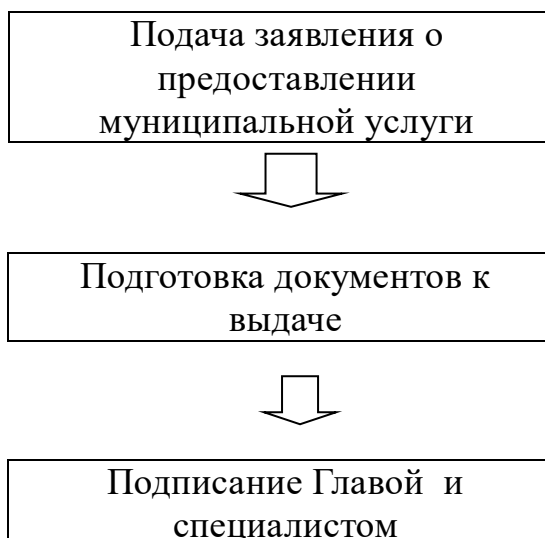 Подача заявления о
предоставлении
муниципальной услуги
Подготовка документов к
выдаче
Подписание Главой и
специалистом